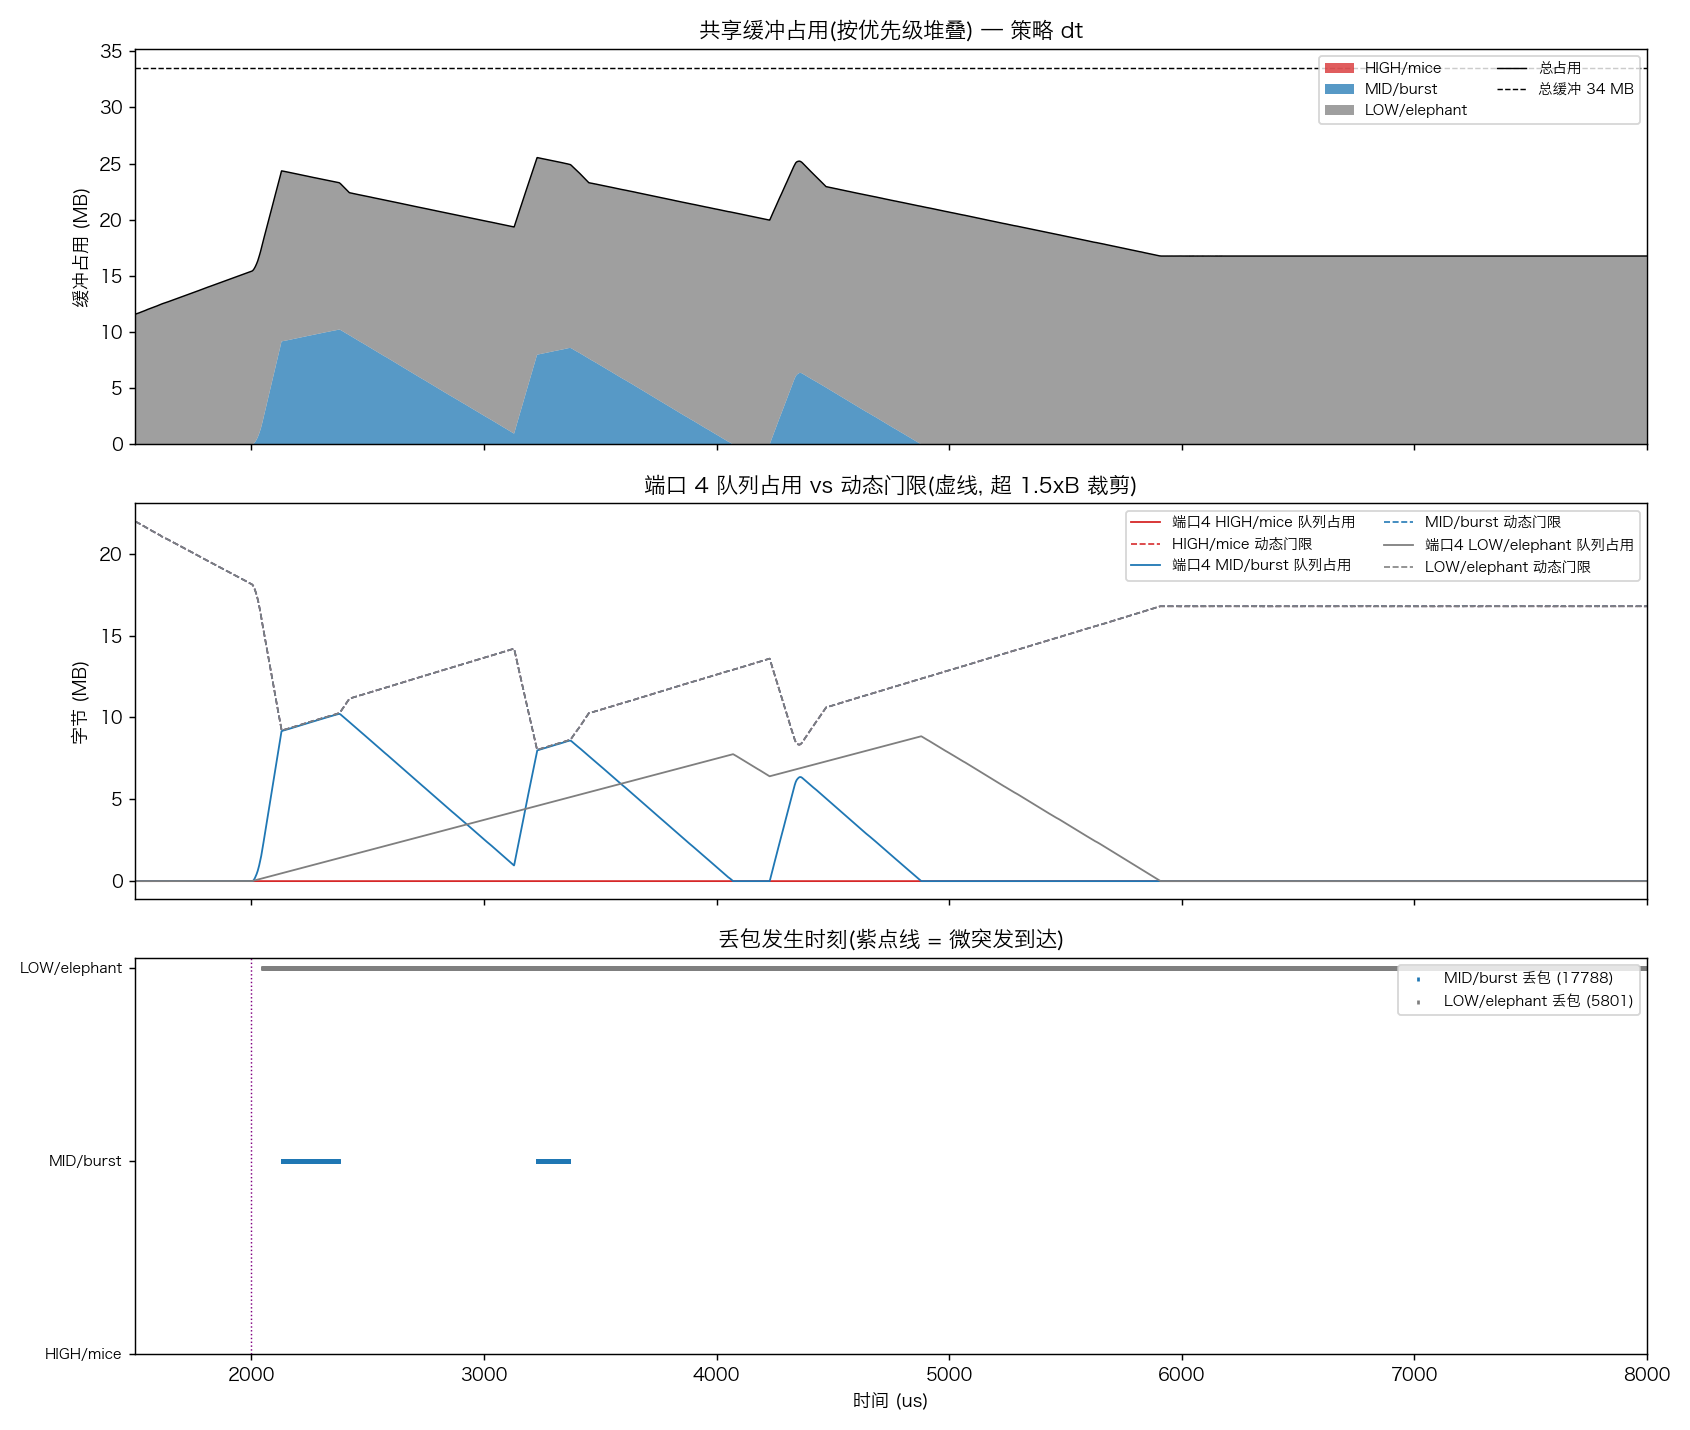 共享缓冲占用(按优先级堆叠) — 策略 dt
35
30
25
20
15
10
5
0
缓冲占用 (MB)
HIGH/mice
MID/burst
LOW/elephant
总占用
总缓冲 34 MB
端口 4 队列占用 vs 动态门限(虚线, 超 1.5xB 裁剪)
20
15
10
5
0
字节 (MB)
端口4 HIGH/mice 队列占用
HIGH/mice 动态门限
端口4 MID/burst 队列占用
MID/burst 动态门限
端口4 LOW/elephant 队列占用
LOW/elephant 动态门限
丢包发生时刻(紫点线 = 微突发到达)
LOW/elephant
MID/burst
HIGH/mice
MID/burst 丢包 (17788)
LOW/elephant 丢包 (5801)
2000 3000 4000 5000 6000 7000 8000
时间 (us)